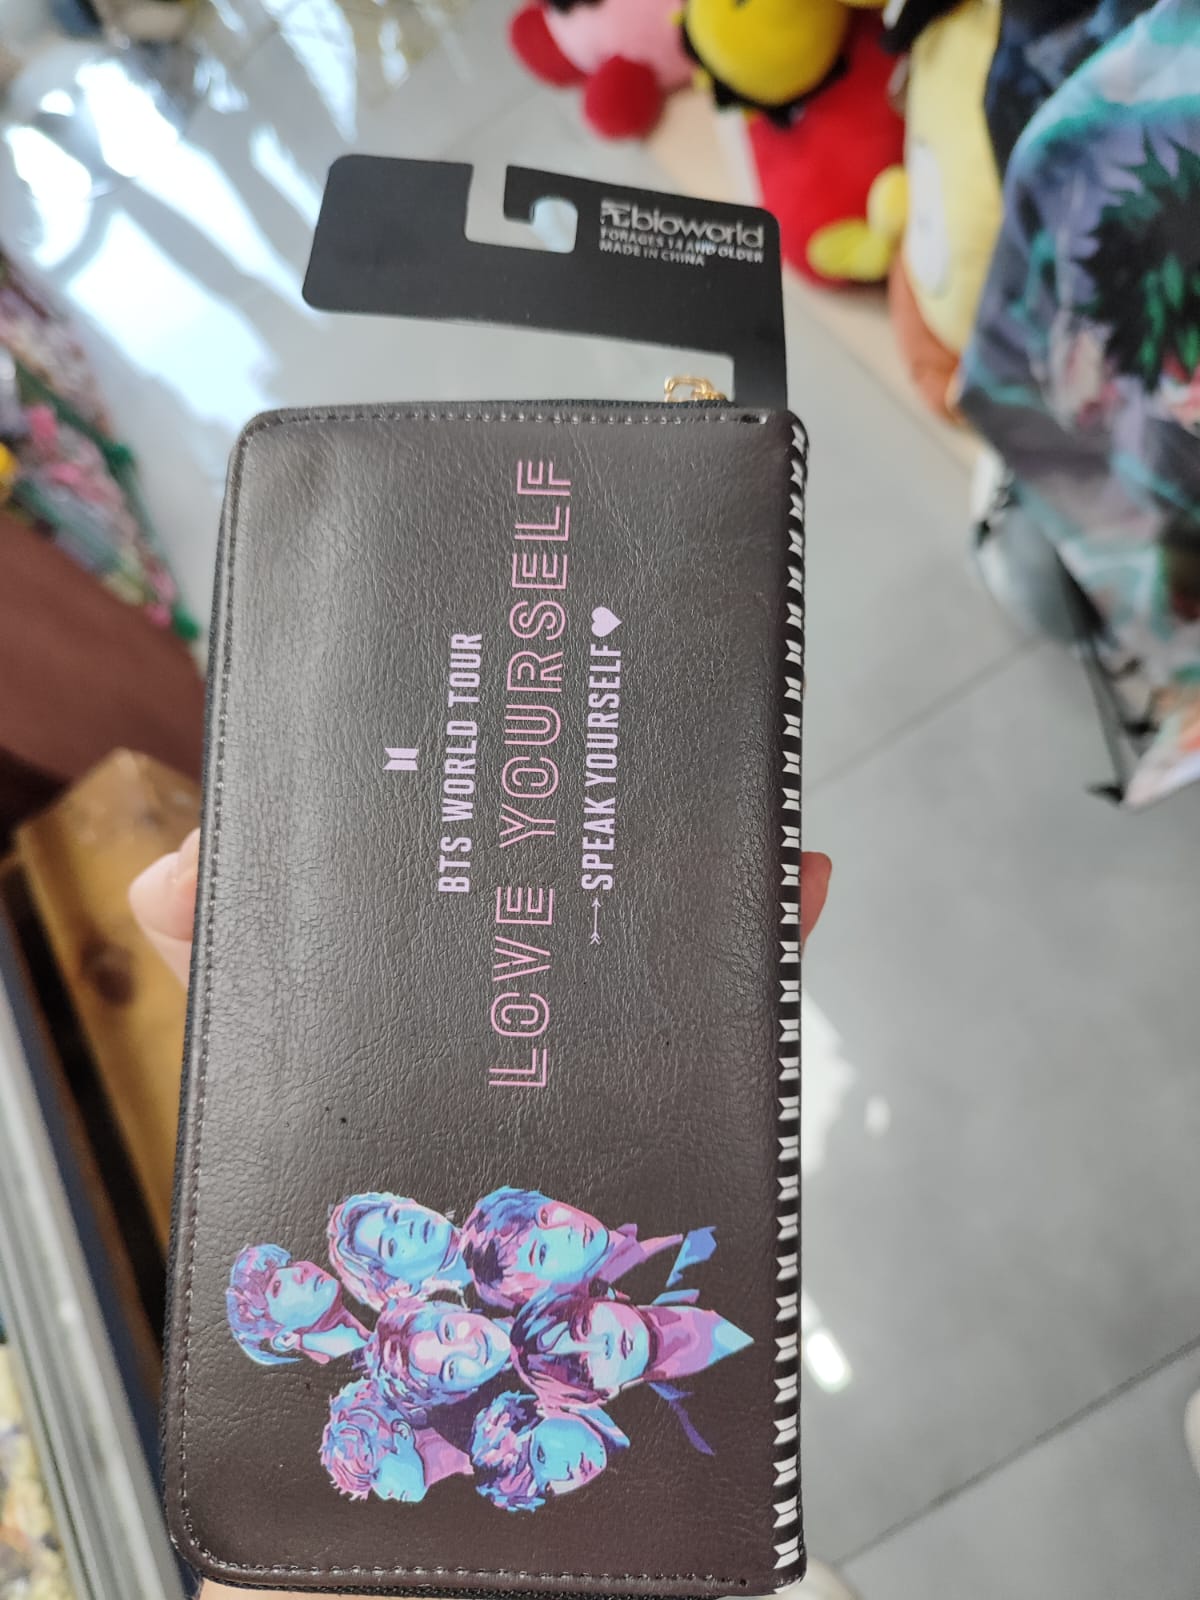 bioworld
FOR AGES 14 AND OLDER
MADE IN CHINA
BTS WORLD TOUR
LOVE YOURSELF
SPEAK YOURSELF